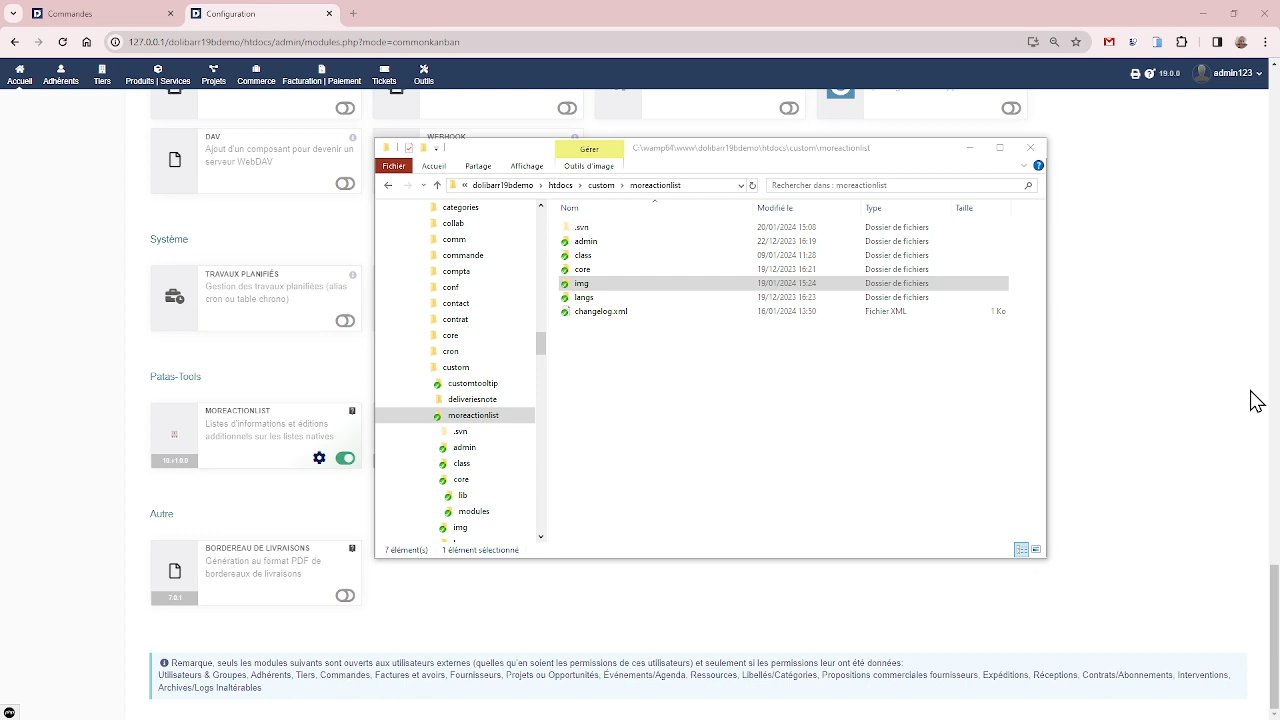 Commandes
Configuration
127.0.0.1/dolibarr19bdemo/htdocs/admin/modules.php?mode=commonkanban
Accueil Adhérents Tiers Produits | Services Projets Commerce Facturation | Paiement Tickets Outils
19.0.0 admin123
DAV
Ajout d'un composant pour devenir un
serveur WebDAV
WEBHOOK
Système
TRAVAUX PLANIFIÉS
Gestion des travaux planifiées (alias
cron ou table chrono)
Patas-Tools
MOREACTIONLIST
Listes d'informations et éditions
additionnels sur les listes natives
Autre
BORDEREAU DE LIVRAISONS
Génération au format PDF de
bordereaux de livraisons
7.0.1
Gérer
C:\wamp64\www\dolibarr19bdemo\htdocs\custom\moreactionlist
Fichier Accueil Partage Affichage Outils d'image
« dolibarr19bdemo > htdocs > custom > moreactionlist
Rechercher dans : moreactionlist
categories
collab
comm
commande
compta
conf
contact
contrat
core
cron
custom
customtooltip
deliveriesnote
moreactionlist
.svn
admin
class
core
lib
modules
img
Nom Modifié le Type Taille
.svn 20/01/2024 15:08 Dossier de fichiers
admin 22/12/2023 16:19 Dossier de fichiers
class 09/01/2024 11:28 Dossier de fichiers
core 19/12/2023 16:21 Dossier de fichiers
img 19/01/2024 15:24 Dossier de fichiers
langs 19/12/2023 16:23 Dossier de fichiers
changelog.xml 16/01/2024 13:50 Fichier XML 1 Ko
7 élément(s) 1 élément sélectionné
Remarque, seuls les modules suivants sont ouverts aux utilisateurs externes (quelles qu'en soient les permissions de ces utilisateurs) et seulement si les permissions leur ont été données:
Utilisateurs & Groupes, Adhérents, Tiers, Commandes, Factures et avoirs, Fournisseurs, Projets ou Opportunités, Événements/Agenda, Ressources, Libellés/Catégories, Propositions commerciales fournisseurs, Expéditions, Réceptions, Contrats/Abonnements, Interventions,
Archives/Logs Inaltérables
php